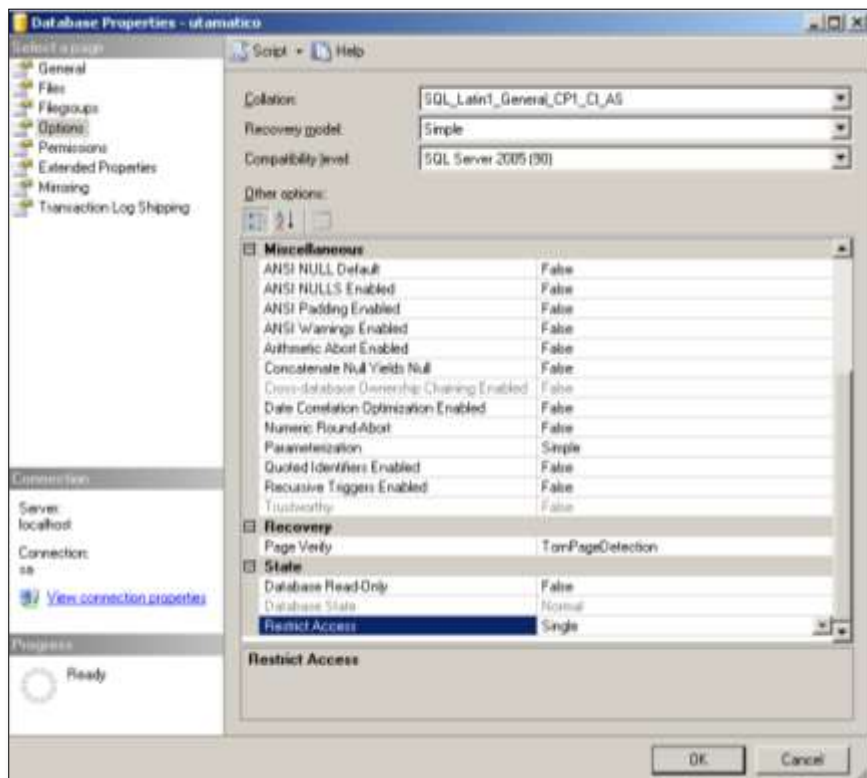 Database Properties - utamatico
Select a page
General
Files
Filegroups
Options
Permissions
Extended Properties
Mirroring
Transaction Log Shipping
Script Help
Collation: SQL_Latin1_General_CP1_CI_AS
Recovery model: Simple
Compatibility level: SQL Server 2005 (90)
Other options:
Miscellaneous
ANSI NULL Default False
ANSI NULLS Enabled False
ANSI Padding Enabled False
ANSI Warnings Enabled False
Arithmetic Abort Enabled False
Concatenate Null Yields Null False
Cross-database Ownership Chaining Enabled False
Date Correlation Optimization Enabled False
Numeric Round-Abort False
Parameterization Simple
Quoted Identifiers Enabled False
Recursive Triggers Enabled False
Trustworthy False
Recovery
Page Verify TornPageDetection
State
Database Read-Only False
Database State Normal
Restrict Access Single
Restrict Access
Connection
Server:
localhost
Connection:
sa
View connection properties
Progress
Ready
OK Cancel